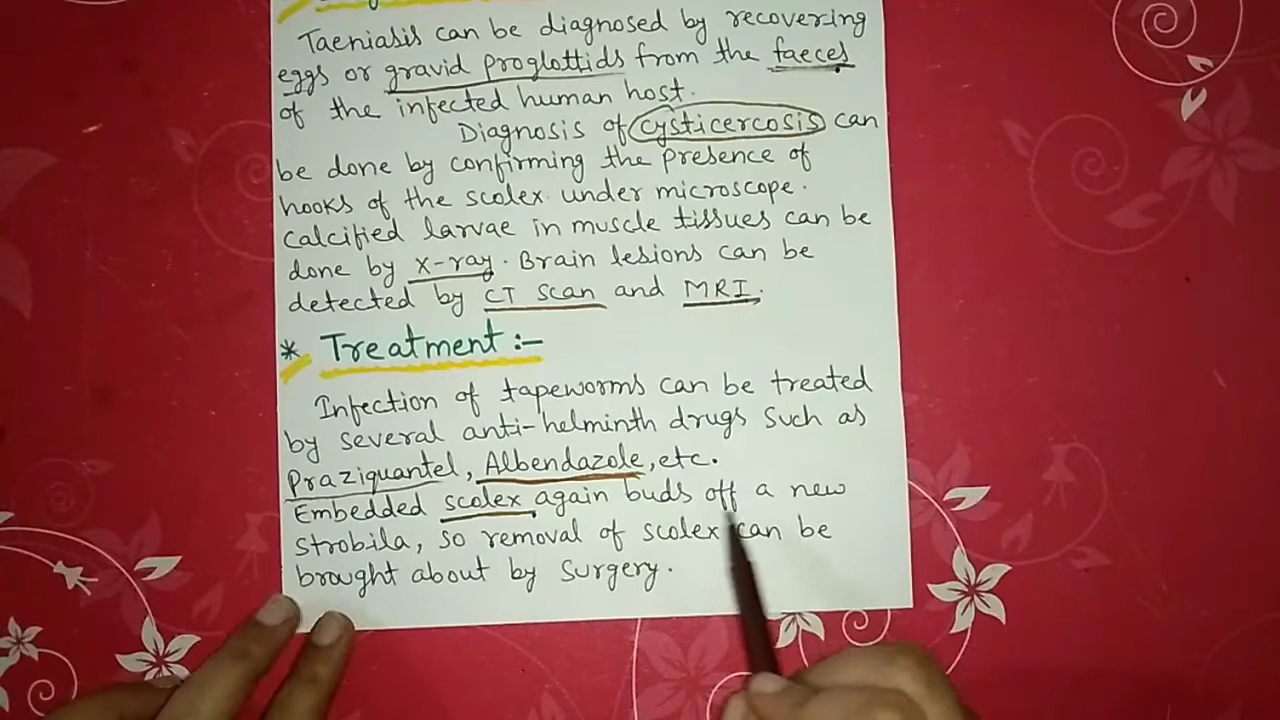 Taeniasis can be diagnosed by recovering
eggs or gravid proglottids from the faeces
of the infected human host.
Diagnosis of cysticercosis can
be done by confirming the presence of
hooks of the scolex under microscope.
Calcified larvae in muscle tissues can be
done by X-ray. Brain lesions can be
detected by CT scan and MRI.
* Treatment :-
Infection of tapeworms can be treated
by several anti-helminth drugs such as
Praziquantel, Albendazole, etc.
Embedded scolex again buds off a new
strobila, so removal of scolex can be
brought about by surgery.